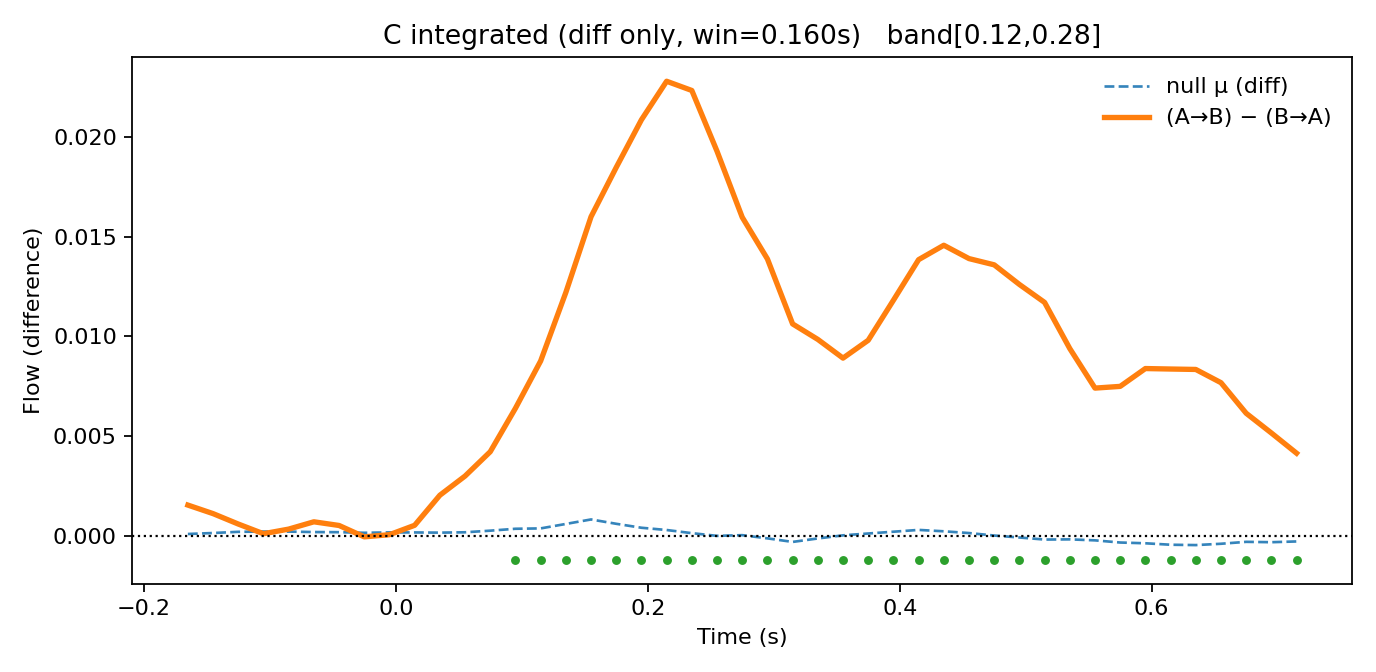 C integrated (diff only, win=0.160s)   band[0.12,0.28]
null μ (diff)
(A→B) − (B→A)
Flow (difference)
0.020
0.015
0.010
0.005
0.000
−0.2
0.0
0.2
0.4
0.6
Time (s)